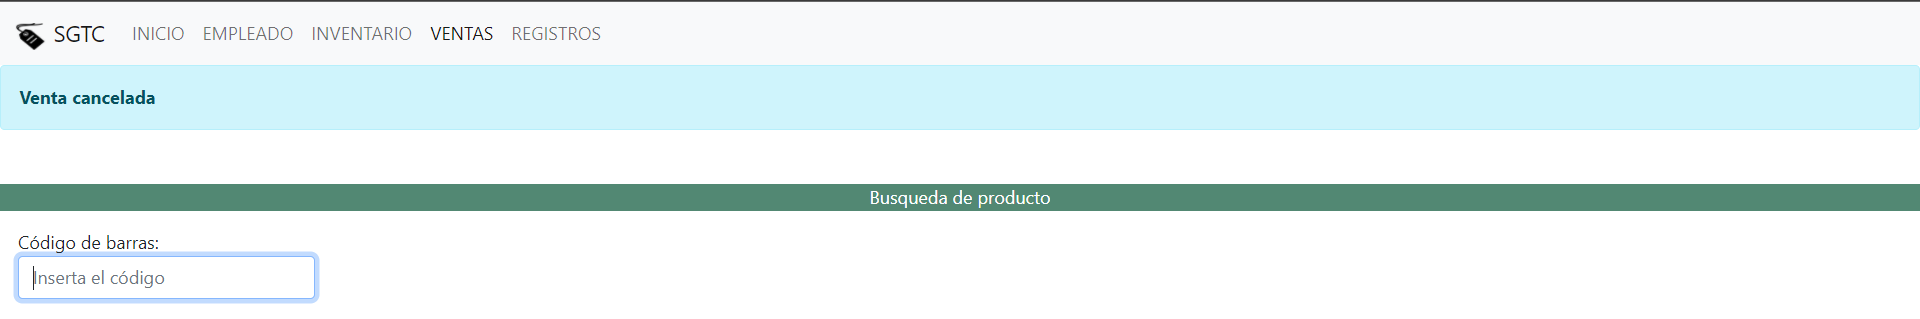 SGTC INICIO EMPLEADO INVENTARIO VENTAS REGISTROS
Venta cancelada
Busqueda de producto
Código de barras:
Inserta el código